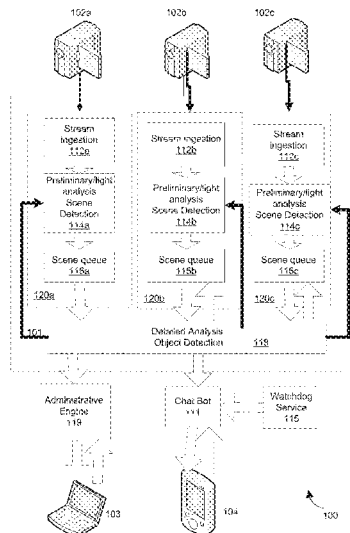 102a
102b
102c
Stream
Ingestion
112a
Stream Ingestion
112b
Stream
Ingestion
112c
Preliminary/light
analysis
Scene
Detection
114a
Preliminary/light
analysis
Scene Detection
114b
Preliminary/light
analysis
Scene Detection
114c
Scene queue
116a
Scene queue
116b
Scene queue
116c
120a
120b
120c
101
Detailed Analysis
Object Detection
118
Administrative
Engine
113
Chat Bot
111
Watchdog
Service
115
103
104
100